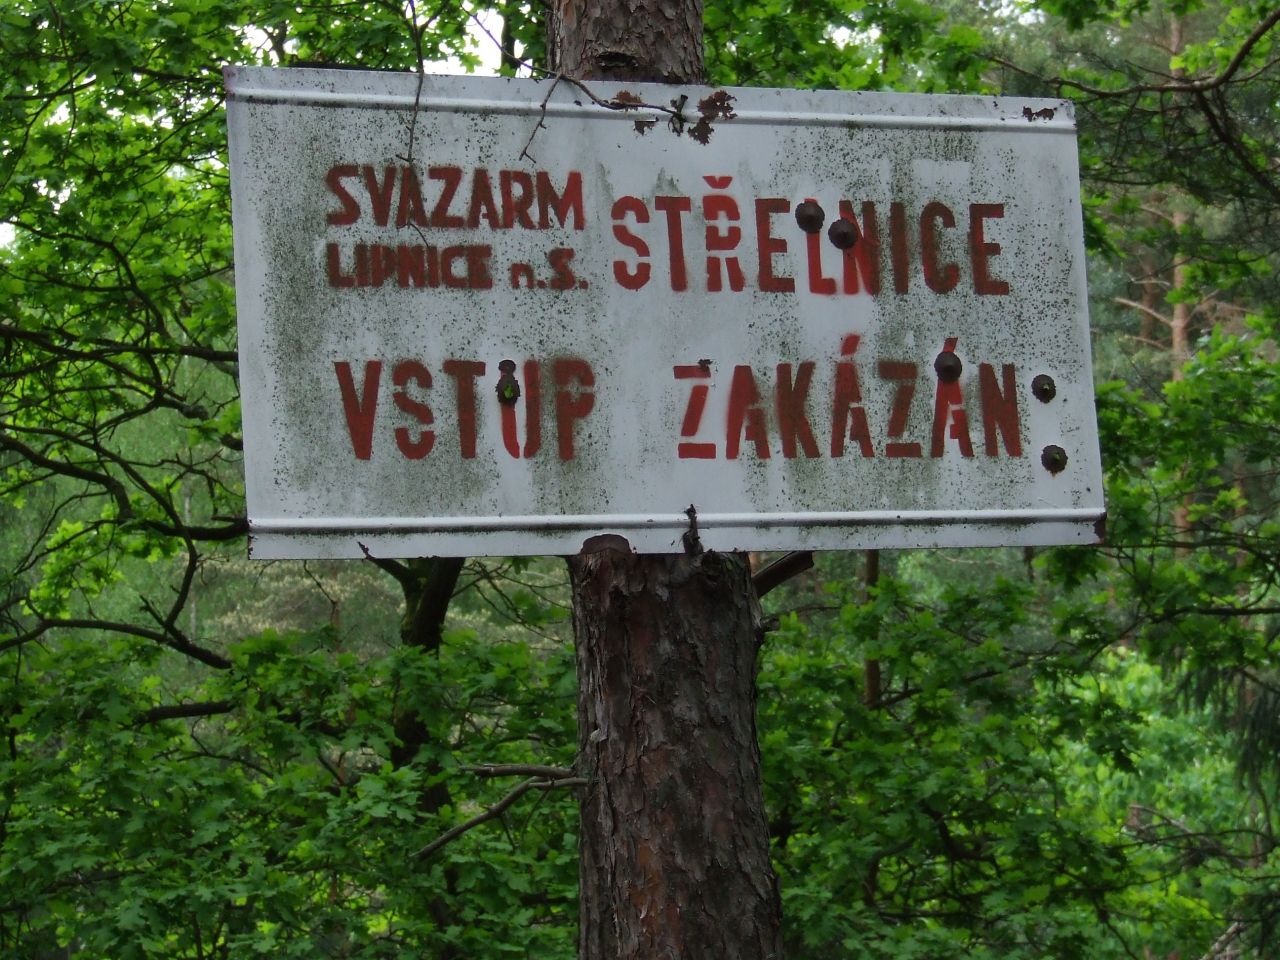 SVAZARM
LIPNICE n.S.
STŘELNICE
VSTUP ZAKÁZÁN